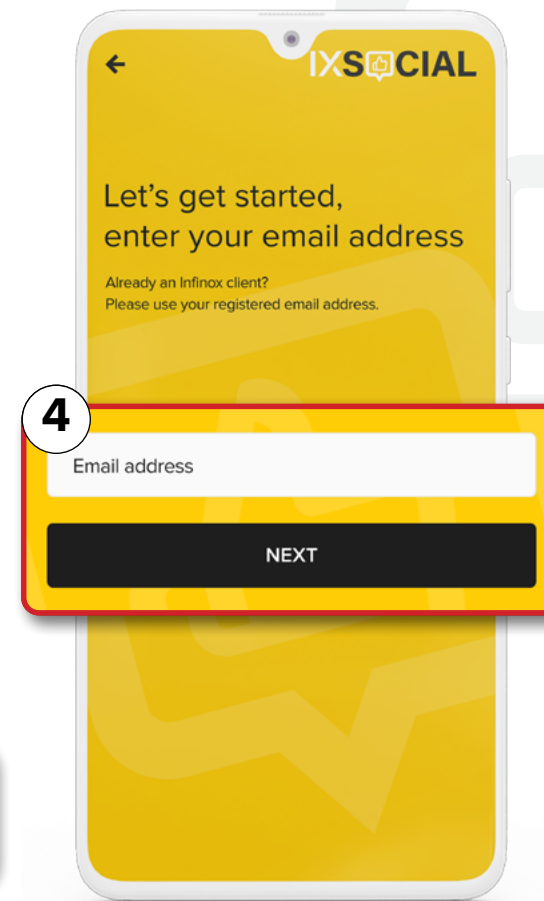 IXSOCIAL
Let's get started,
enter your email address
Already an Infinox client?
Please use your registered email address.
4
Email address
NEXT